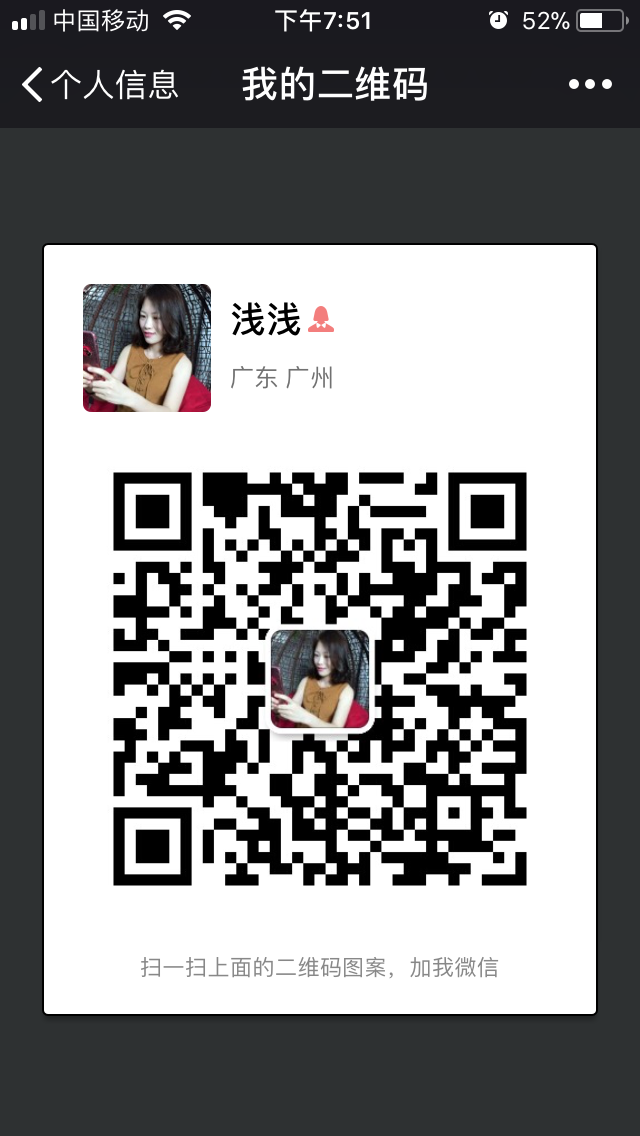 中国移动 下午7:51 52%
个人信息 我的二维码
浅浅
广东 广州
扫一扫上面的二维码图案，加我微信